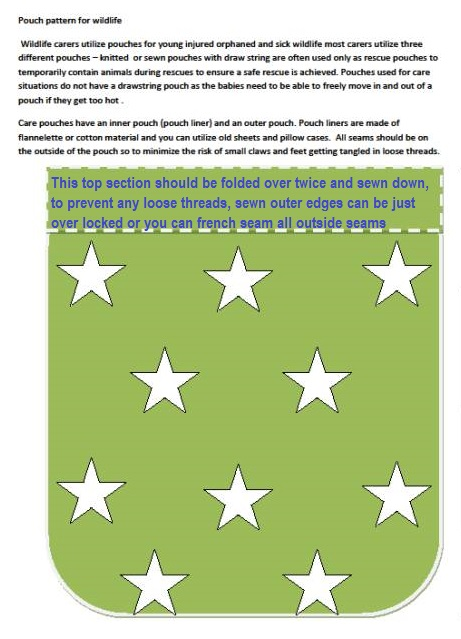 Pouch pattern for wildlife
Wildlife carers utilize pouches for young injured orphaned and sick wildlife most carers utilize three
different pouches – knitted or sewn pouches with draw string are often used only as rescue pouches to
temporarily contain animals during rescues to ensure a safe rescue is achieved. Pouches used for care
situations do not have a drawstring pouch as the babies need to be able to freely move in and out of a
pouch if they get too hot .
Care pouches have an inner pouch (pouch liner) and an outer pouch. Pouch liners are made of
flannelette or cotton material and you can utilize old sheets and pillow cases. All seams should be on
the outside of the pouch so to minimize the risk of small claws and feet getting tangled in loose threads.
This top section should be folded over twice and sewn down,
to prevent any loose threads, sewn outer edges can be just
over locked or you can french seam all outside seams